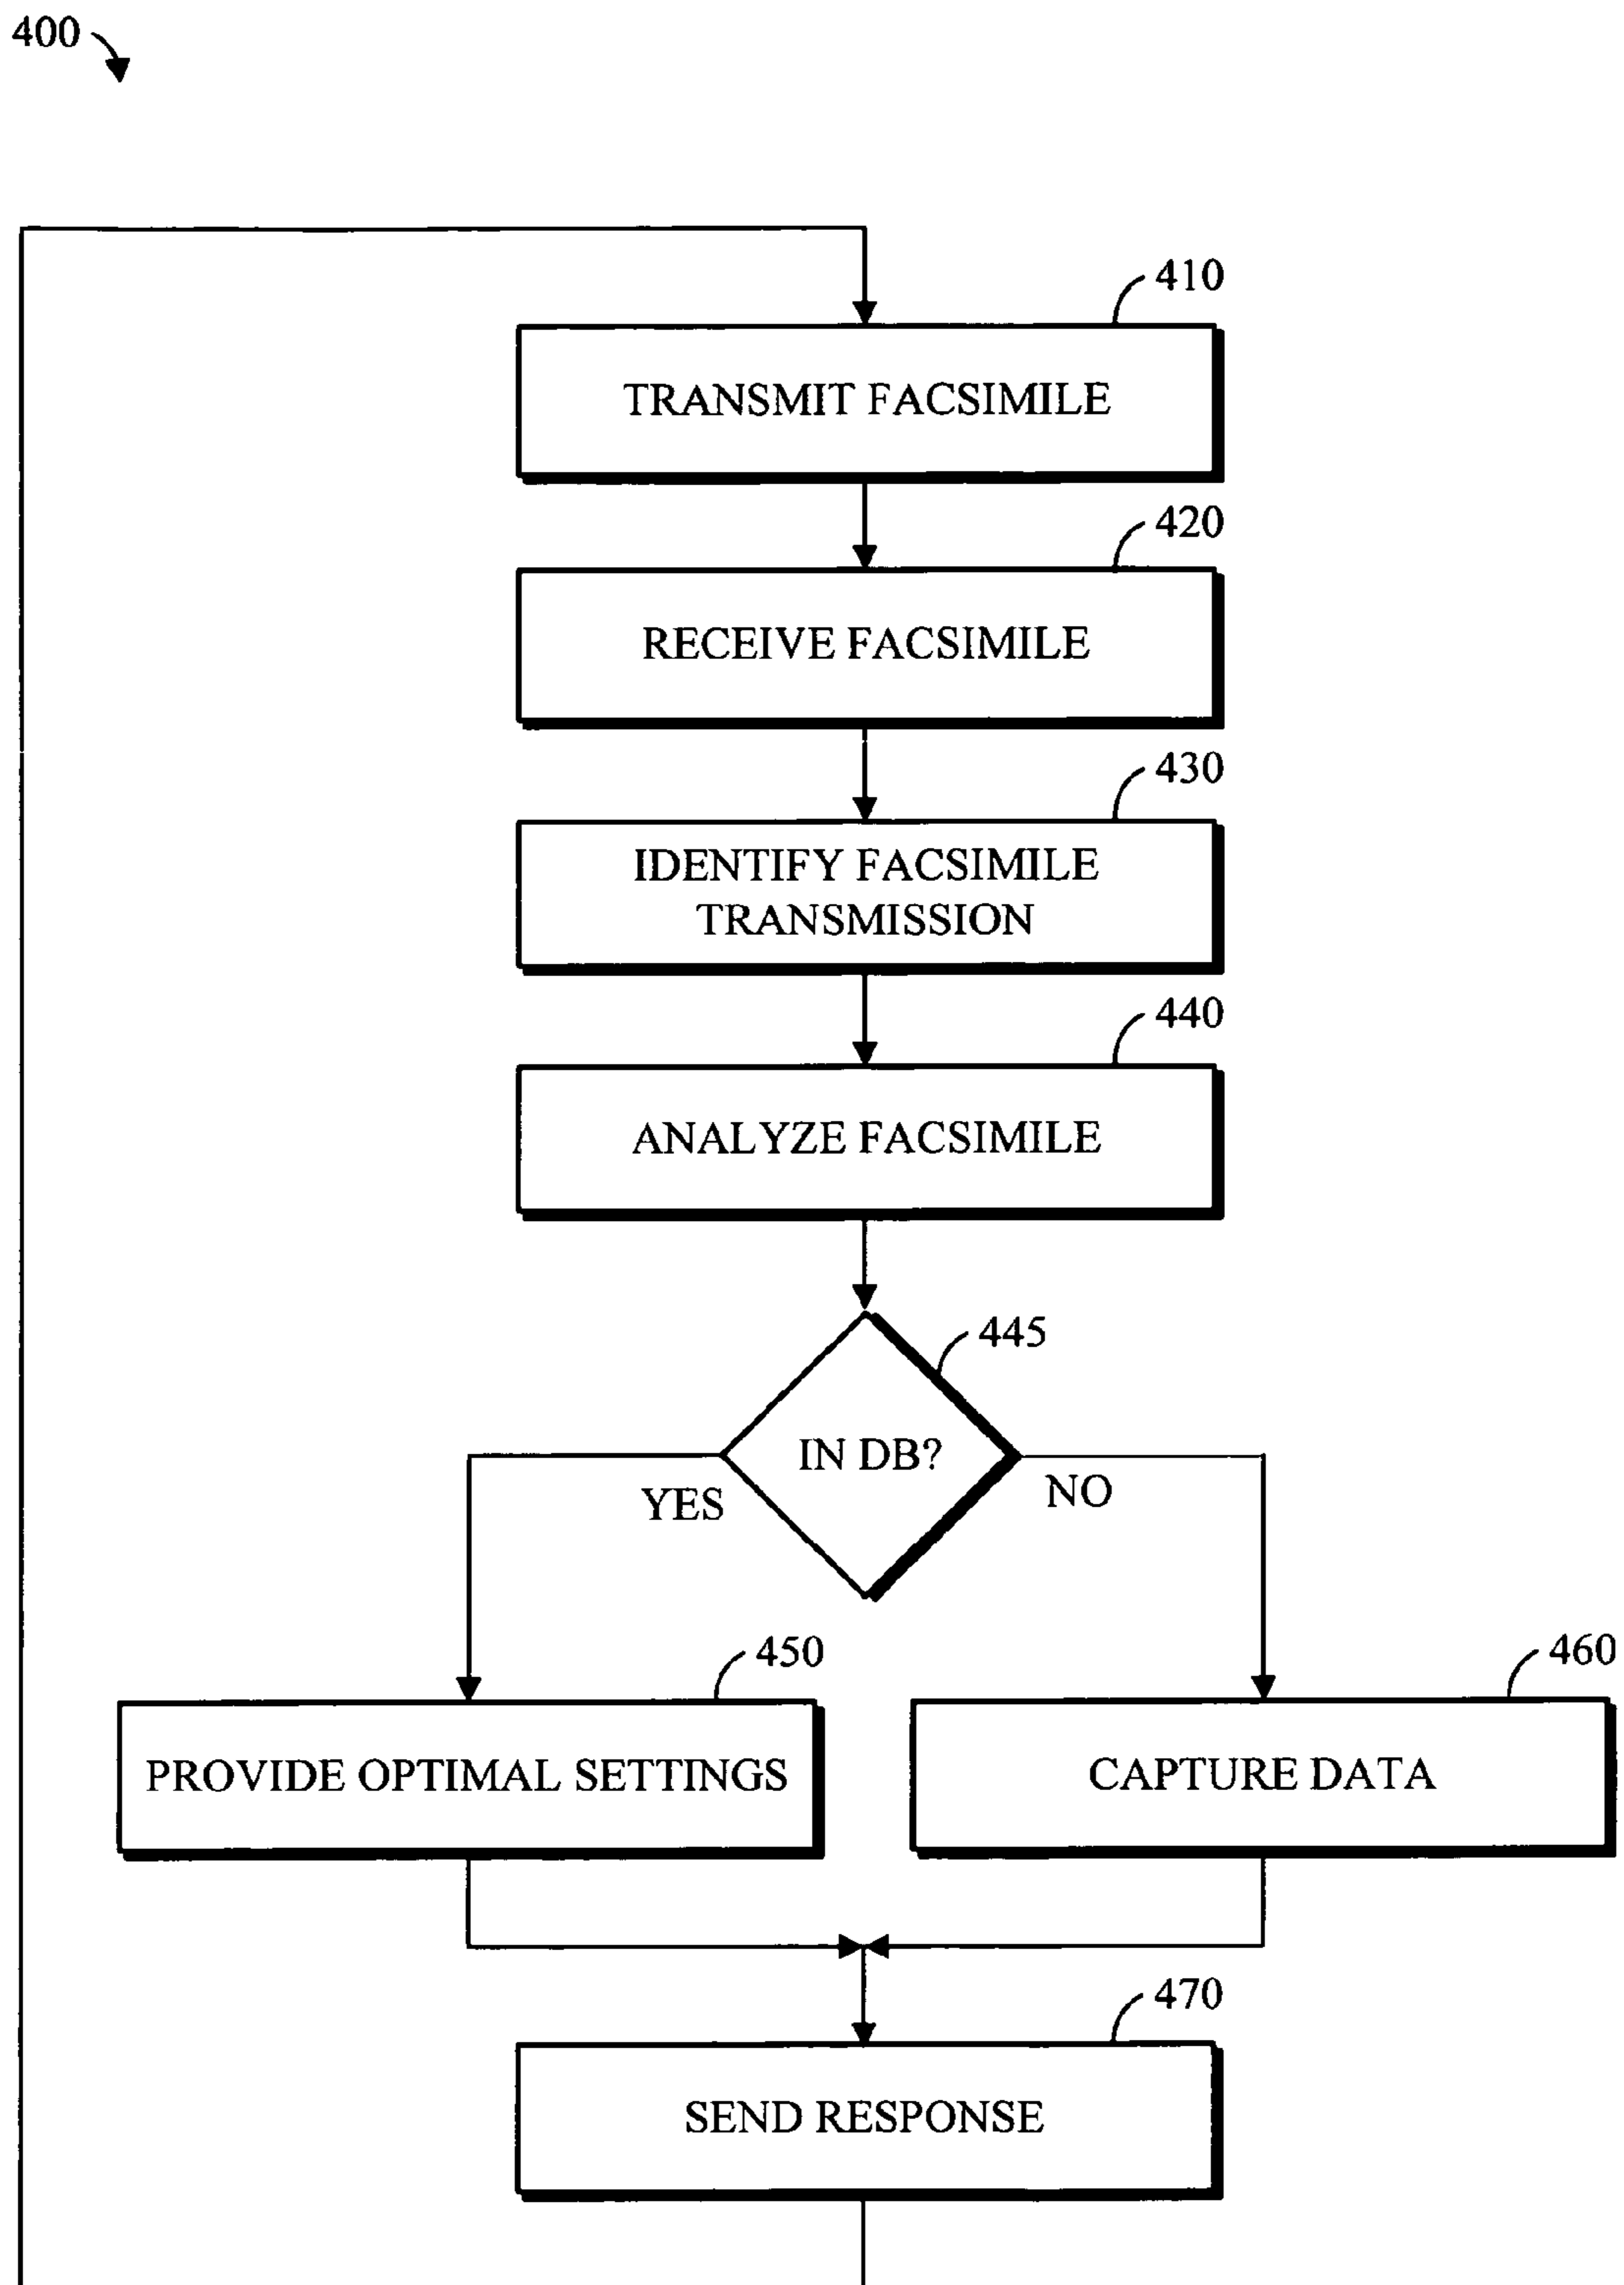 400
410
TRANSMIT FACSIMILE
420
RECEIVE FACSIMILE
430
IDENTIFY FACSIMILE
TRANSMISSION
440
ANALYZE FACSIMILE
445
IN DB?
YES
NO
450
460
PROVIDE OPTIMAL SETTINGS
CAPTURE DATA
470
SEND RESPONSE